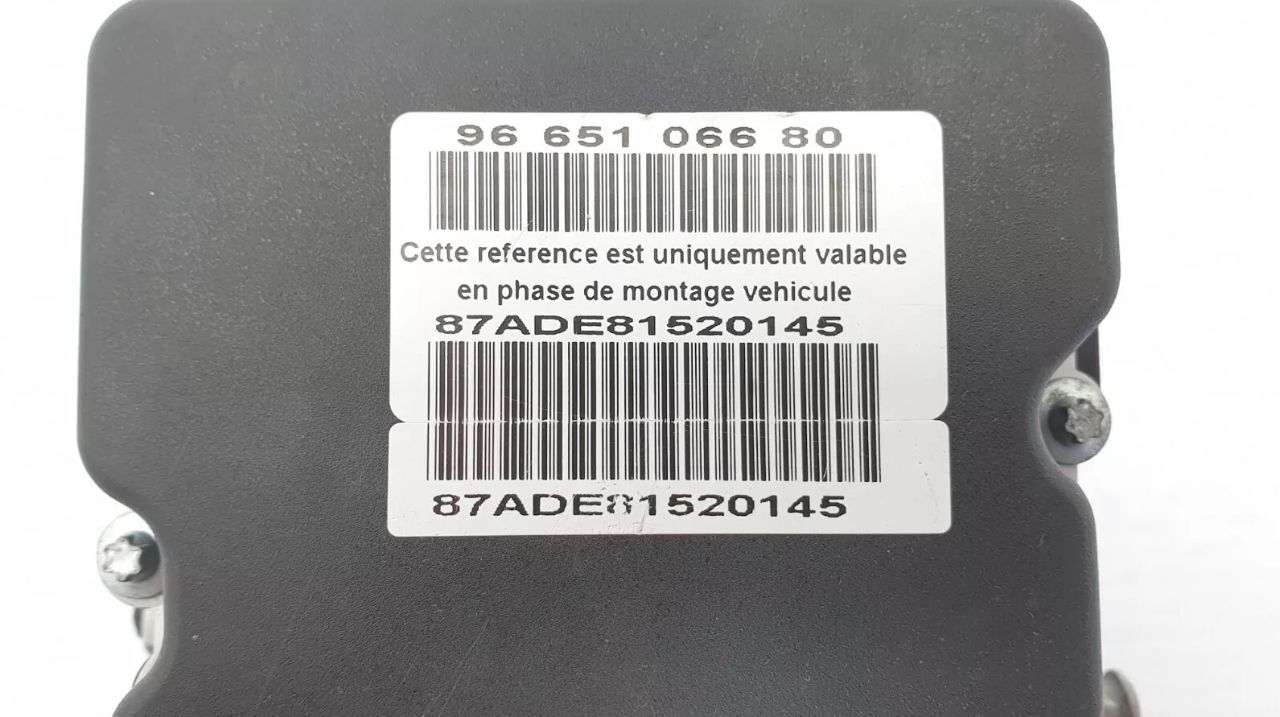 96 651 066 80
Cette reference est uniquement valable
en phase de montage vehicule
87ADE81520145
87ADE81520145